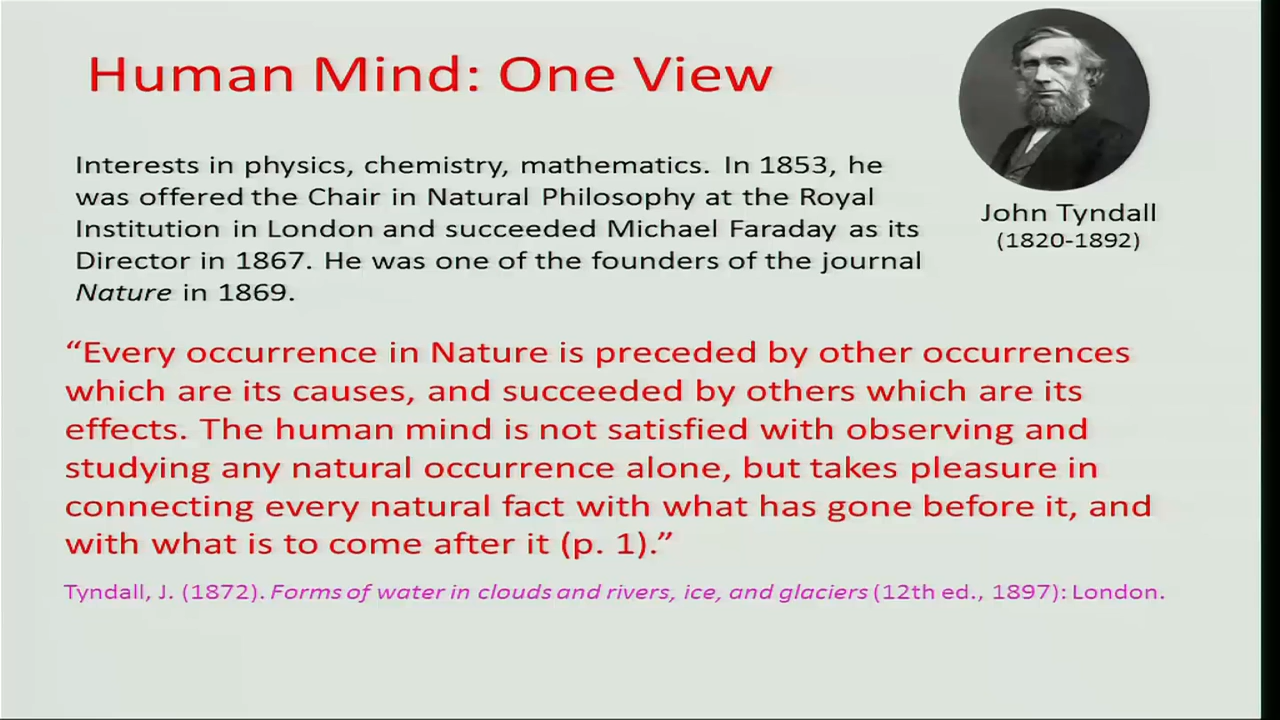 Human Mind: One View
Interests in physics, chemistry, mathematics. In 1853, he
was offered the Chair in Natural Philosophy at the Royal
Institution in London and succeeded Michael Faraday as its
Director in 1867. He was one of the founders of the journal
Nature in 1869.
John Tyndall
(1820-1892)
“Every occurrence in Nature is preceded by other occurrences
which are its causes, and succeeded by others which are its
effects. The human mind is not satisfied with observing and
studying any natural occurrence alone, but takes pleasure in
connecting every natural fact with what has gone before it, and
with what is to come after it (p. 1).”
Tyndall, J. (1872). Forms of water in clouds and rivers, ice, and glaciers (12th ed., 1897): London.